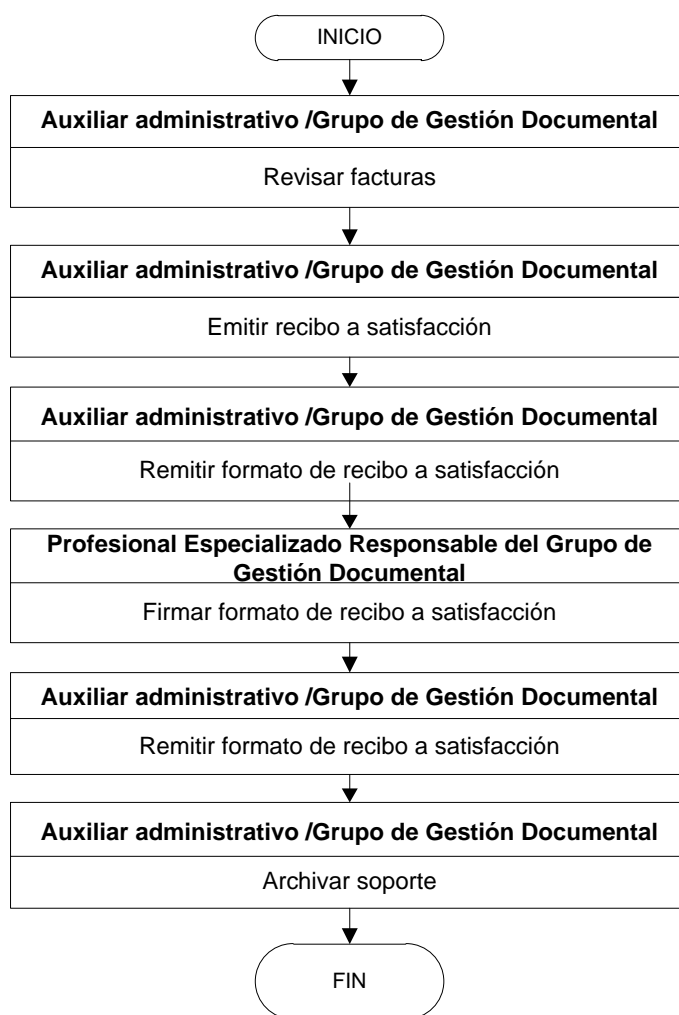 INICIO
Auxiliar administrativo /Grupo de Gestión Documental
Revisar facturas
Auxiliar administrativo /Grupo de Gestión Documental
Emitir recibo a satisfacción
Auxiliar administrativo /Grupo de Gestión Documental
Remitir formato de recibo a satisfacción
Profesional Especializado Responsable del Grupo de
Gestión Documental
Firmar formato de recibo a satisfacción
Auxiliar administrativo /Grupo de Gestión Documental
Remitir formato de recibo a satisfacción
Auxiliar administrativo /Grupo de Gestión Documental
Archivar soporte
FIN